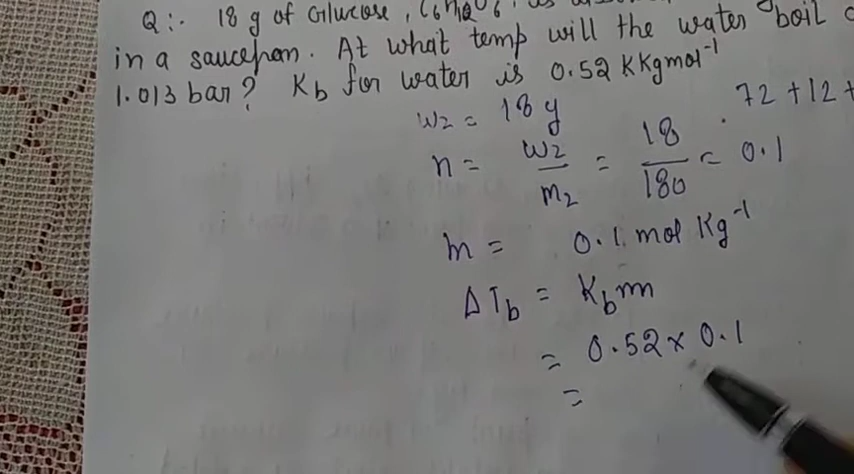 Q:. 18 g of Glucose, C6H12O6, is
in a saucepan. At what temp will the water boil
1.013 bar? Kb for water is 0.52 K Kg mol-1
w2 = 18 g
72 + 12 +
n = w2/m2 = 18/180 = 0.1
m = 0.1 mol Kg-1
ΔTb = Kb m
= 0.52 × 0.1
=